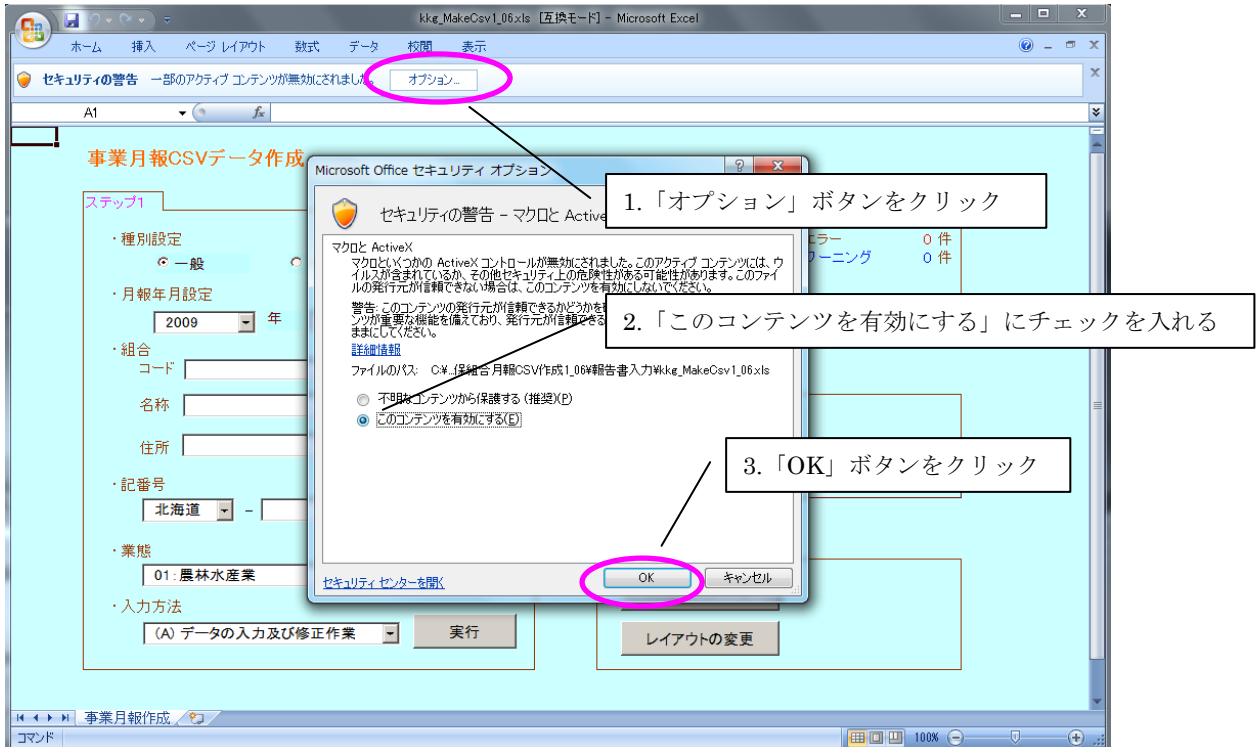 kkg_MakeCsv1_06.xls [互換モード] - Microsoft Excel
ホーム 挿入 ページ レイアウト 数式 データ 校閲 表示
セキュリティの警告 一部のアクティブ コンテンツが無効にされました。 オプション...
A1 fx
事業月報CSVデータ作成
ステップ1
・種別設定
一般
・月報年月設定
2009 年
・組合
コード
名称
住所
・記番号
北海道 -
・業態
01:農林水産業
・入力方法
(A) データの入力及び修正作業 実行
Microsoft Office セキュリティ オプション
セキュリティの警告 - マクロと Active
マクロと ActiveX
マクロといくつかの ActiveX コントロールが無効にされました。このアクティブ コンテンツには、ウ
イルスが含まれているか、その他セキュリティ上の危険性がある可能性があります。このファイ
ルの発行元が信頼できない場合は、このコンテンツを有効にしないでください。
警告: このコンテンツの発行元が信頼できるかどうかを
ンツが重要な機能を備えており、発行元が信頼できる
ままにしてください。
詳細情報
ファイルのパス: C:¥...保組合月報CSV作成1_06¥報告書入力¥kkg_MakeCsv1_06.xls
不明なコンテンツから保護する (推奨)(P)
このコンテンツを有効にする(E)
セキュリティ センターを開く OK キャンセル
1.「オプション」ボタンをクリック
エラー 0 件
ワーニング 0 件
2.「このコンテンツを有効にする」にチェックを入れる
3.「OK」ボタンをクリック
レイアウトの変更
事業月報作成
コマンド 100%